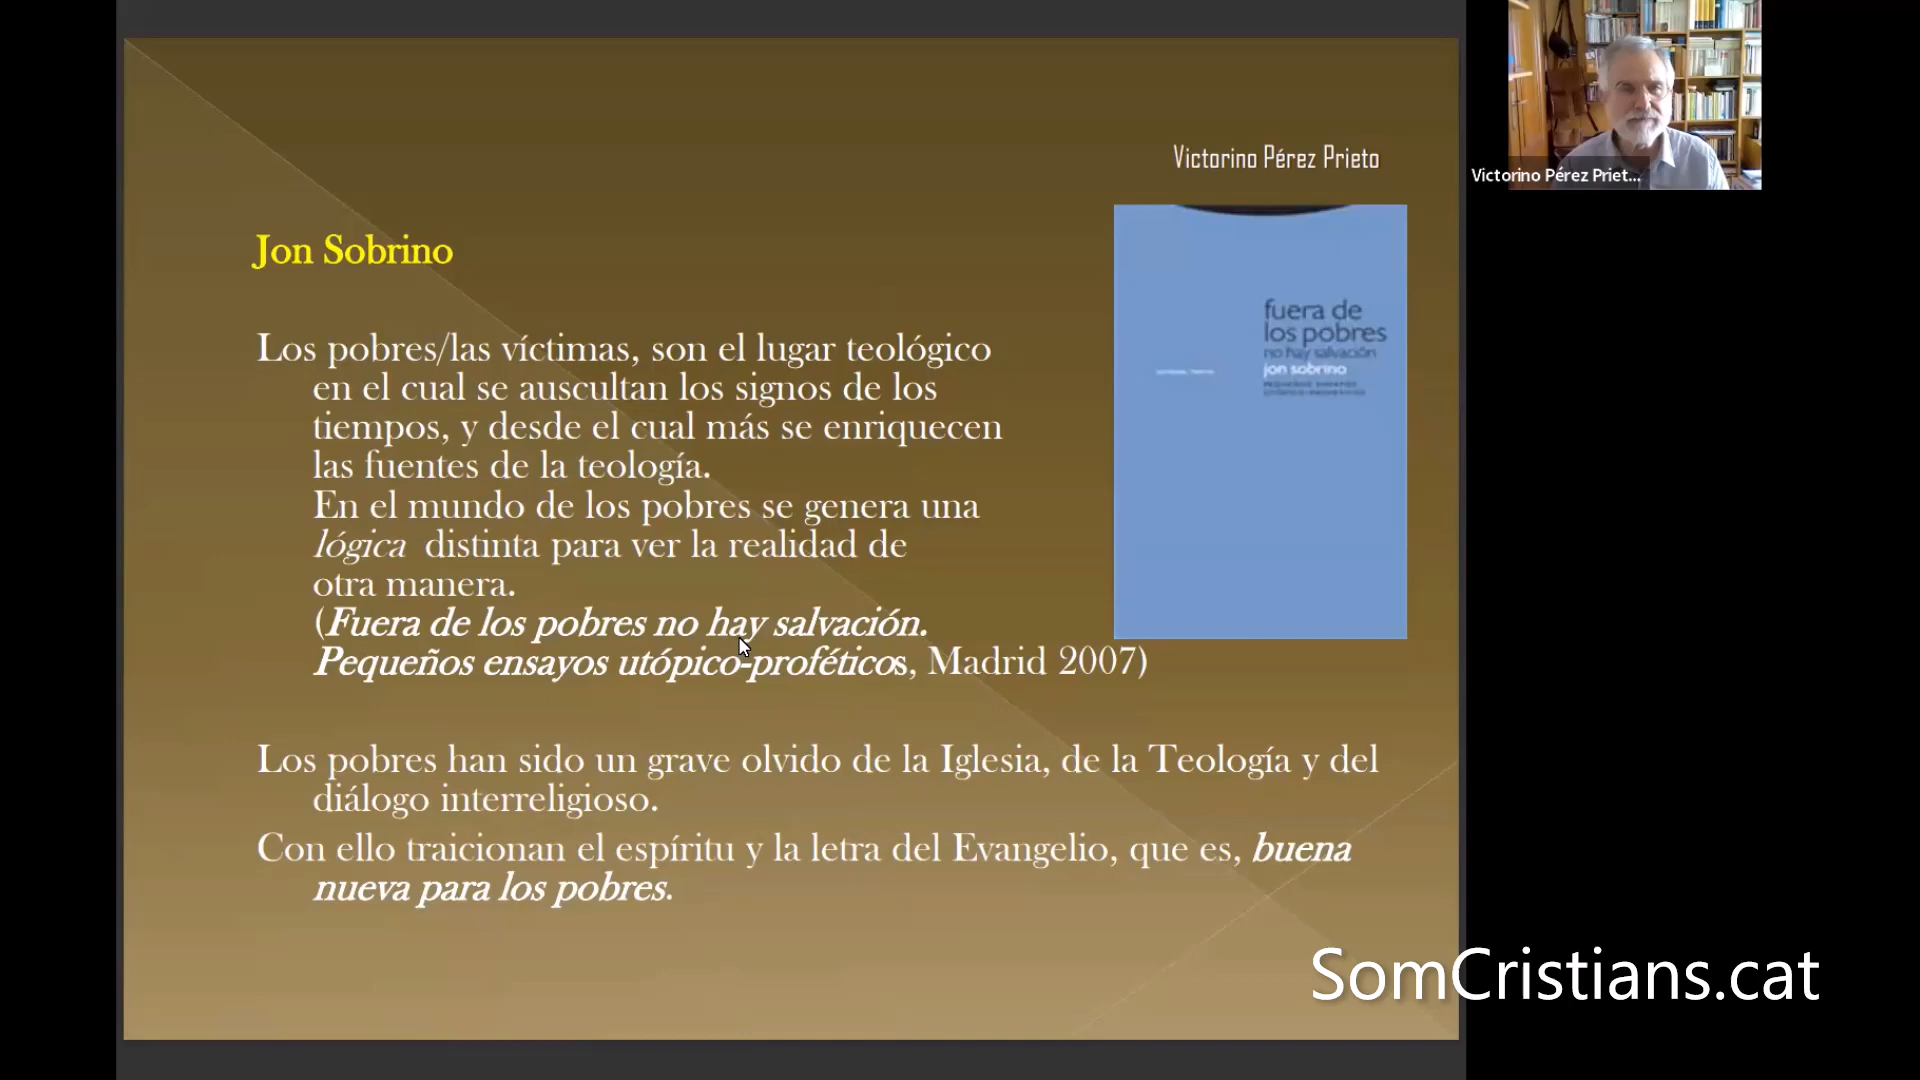 Victorino Pérez Prieto
Victorino Pérez Priet...
Jon Sobrino
fuera de
los pobres
no hay salvación
jon sobrino
Los pobres/las víctimas, son el lugar teológico
en el cual se auscultan los signos de los
tiempos, y desde el cual más se enriquecen
las fuentes de la teología.
En el mundo de los pobres se genera una
lógica distinta para ver la realidad de
otra manera.
(Fuera de los pobres no hay salvación.
Pequeños ensayos utópico-proféticos, Madrid 2007)
Los pobres han sido un grave olvido de la Iglesia, de la Teología y del
diálogo interreligioso.
Con ello traicionan el espíritu y la letra del Evangelio, que es, buena
nueva para los pobres.
SomCristians.cat